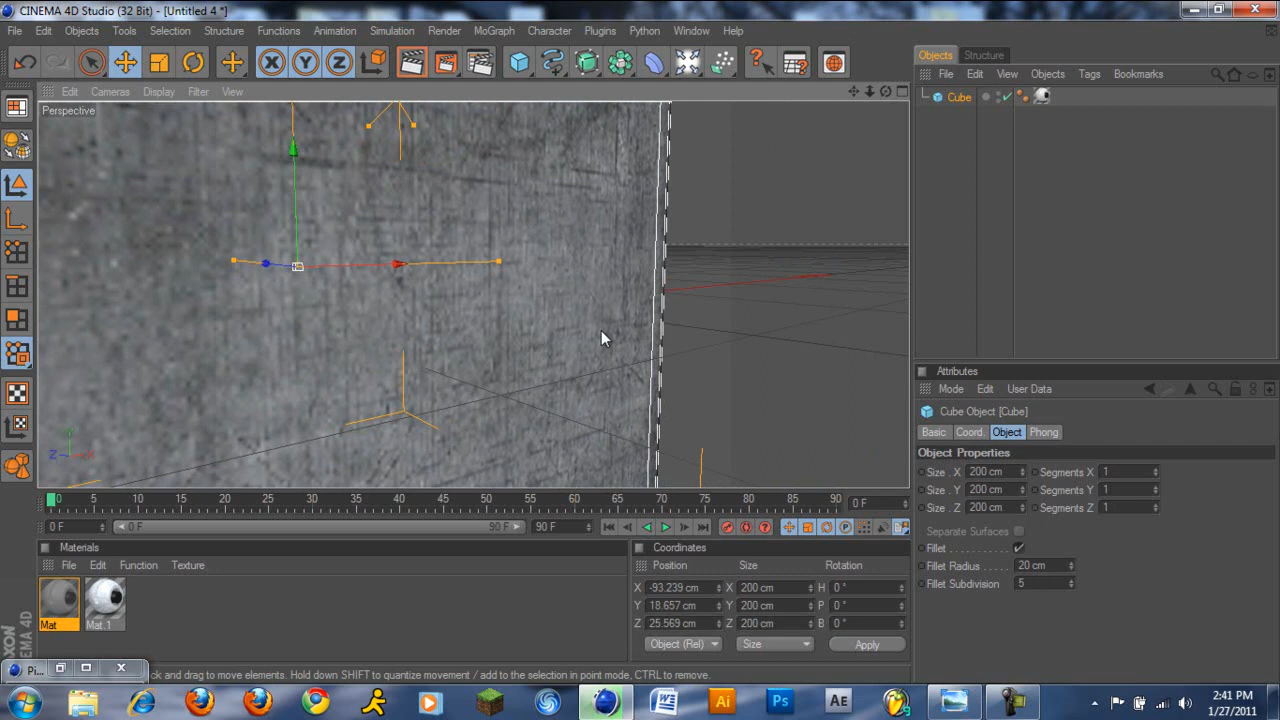 CINEMA 4D Studio (32 Bit) - [Untitled 4 *]
File Edit Objects Tools Selection Structure Functions Animation Simulation Render MoGraph Character Plugins Python Window Help
Objects Structure
File Edit View Objects Tags Bookmarks
Cube
Edit Cameras Display Filter View
Perspective
Y
Z X
Attributes
Mode Edit User Data
Cube Object [Cube]
Basic Coord. Object Phong
Object Properties
Size . X 200 cm Segments X 1
Size . Y 200 cm Segments Y 1
Size . Z 200 cm Segments Z 1
Separate Surfaces
Fillet
Fillet Radius 20 cm
Fillet Subdivision 5
0 5 10 15 20 25 30 35 40 45 50 55 60 65 70 75 80 85 90 0 F
0 F 0 F 90 F 90 F
Materials
File Edit Function Texture
Mat Mat.1
Coordinates
Position Size Rotation
X -93.239 cm X 200 cm H 0 °
Y 18.657 cm Y 200 cm P 0 °
Z 25.569 cm Z 200 cm B 0 °
Object (Rel) Size Apply
EMA 4D
Pi...
ck and drag to move elements. Hold down SHIFT to quantize movement / add to the selection in point mode, CTRL to remove.
Ai Ps AE
2:41 PM
1/27/2011